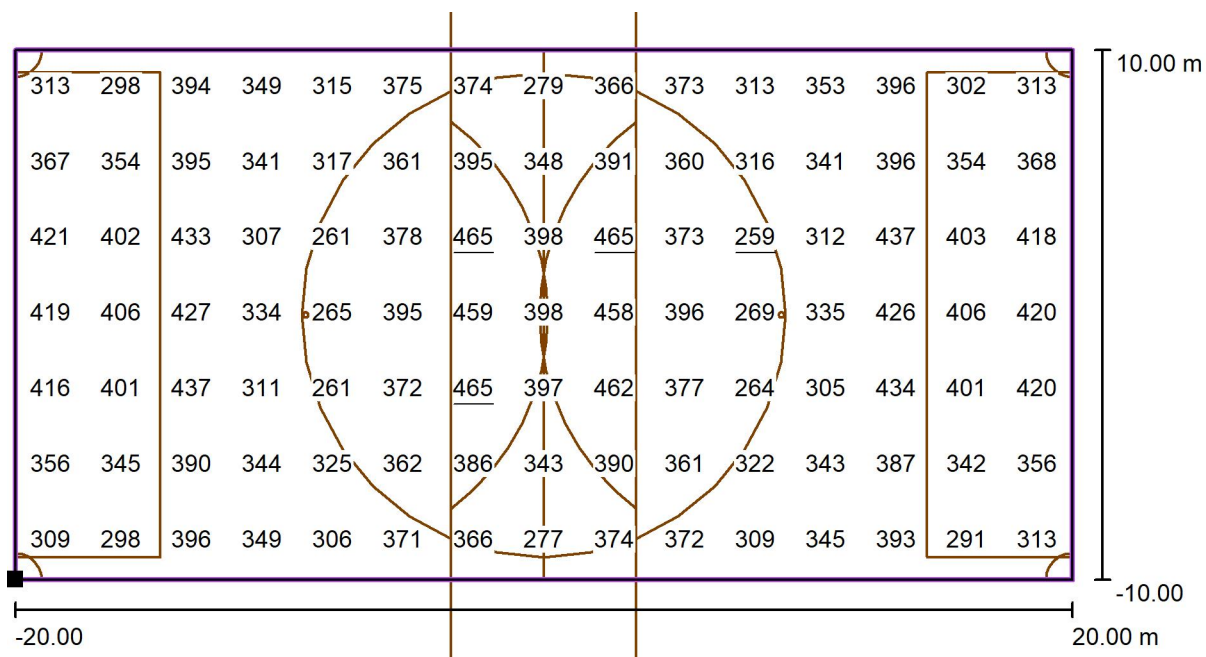 10.00 m
313 298 394 349 315 375 374 279 366 373 313 353 396 302 313
367 354 395 341 317 361 395 348 391 360 316 341 396 354 368
421 402 433 307 261 378 465 398 465 373 259 312 437 403 418
419 406 427 334 265 395 459 398 458 396 269 335 426 406 420
416 401 437 311 261 372 465 397 462 377 264 305 434 401 420
356 345 390 344 325 362 386 343 390 361 322 343 387 342 356
309 298 396 349 306 371 366 277 374 372 309 345 393 291 313
-10.00
-20.00 20.00 m